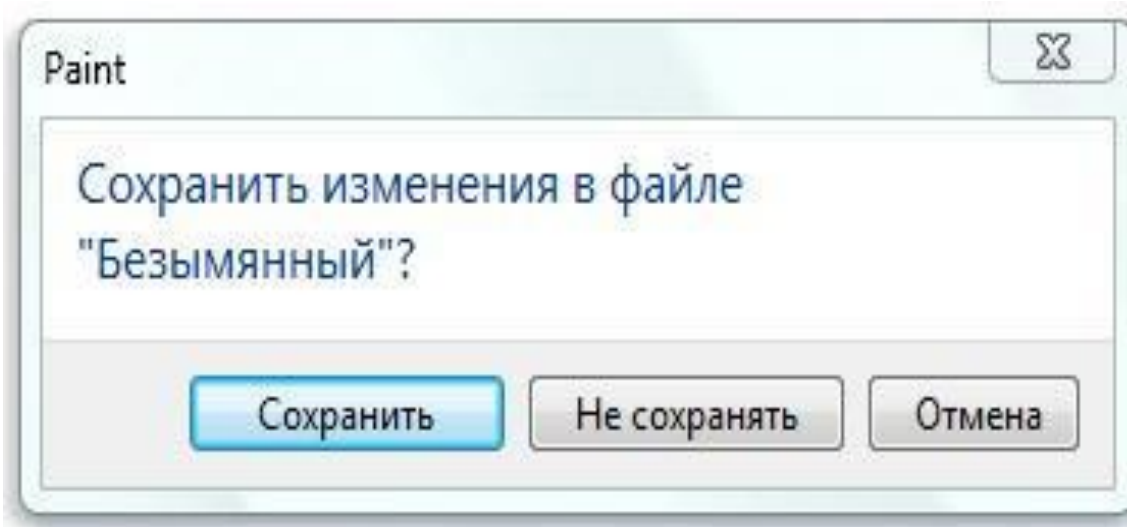 Paint
Сохранить изменения в файле
"Безымянный"?
Сохранить Не сохранять Отмена